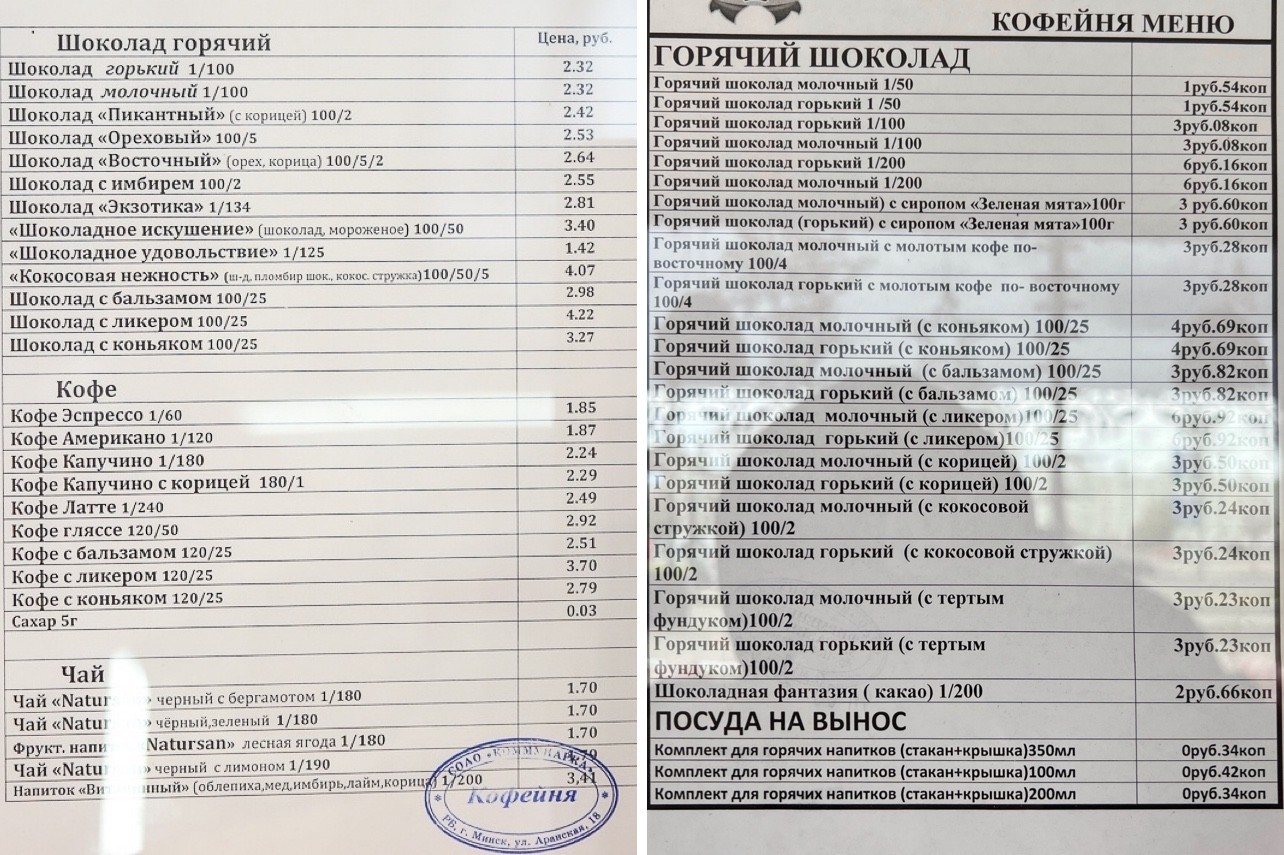 Шоколад горячий Цена, руб.
Шоколад горький 1/100 2.32
Шоколад молочный 1/100 2.32
Шоколад «Пикантный» (с корицей) 100/2 2.42
Шоколад «Ореховый» 100/5 2.53
Шоколад «Восточный» (орех, корица) 100/5/2 2.64
Шоколад с имбирем 100/2 2.55
Шоколад «Экзотика» 1/134 2.81
«Шоколадное искушение» (шоколад, мороженое) 100/50 3.40
«Шоколадное удовольствие» 1/125 1.42
«Кокосовая нежность» (ш-д, пломбир шок., кокос. стружка)100/50/5 4.07
Шоколад с бальзамом 100/25 2.98
Шоколад с ликером 100/25 4.22
Шоколад с коньяком 100/25 3.27
Кофе
Кофе Эспрессо 1/60 1.85
Кофе Американо 1/120 1.87
Кофе Капучино 1/180 2.24
Кофе Капучино с корицей 180/1 2.29
Кофе Латте 1/240 2.49
Кофе гляссе 120/50 2.92
Кофе с бальзамом 120/25 2.51
Кофе с ликером 120/25 3.70
Кофе с коньяком 120/25 2.79
Сахар 5г 0.03
Чай
Чай черный с бергамотом 1/180 1.70
Чай чёрный,зеленый 1/180 1.70
Фрукт. Natursan» лесная ягода 1/180 1.70
Чай черный с лимоном 1/190
Напиток (облепиха,мед,имбирь,лайм,корица) 1/200 3,41
СОАО «КОММУНАРКА»
Кофейня
РБ, г. Минск, ул. Аранская, 18
КОФЕЙНЯ МЕНЮ
ГОРЯЧИЙ ШОКОЛАД
Горячий шоколад молочный 1/50 1руб.54коп
Горячий шоколад горький 1 /50 1руб.54коп
Горячий шоколад горький 1/100 3руб.08коп
Горячий шоколад молочный 1/100 3руб.08коп
Горячий шоколад горький 1/200 6руб.16коп
Горячий шоколад молочный 1/200 6руб.16коп
Горячий шоколад молочный) с сиропом «Зеленая мята»100г 3 руб.60коп
Горячий шоколад (горький) с сиропом «Зеленая мята»100г 3 руб.60коп
Горячий шоколад молочный с молотым кофе по- 3руб.28коп
восточному 100/4
Горячий шоколад горький с молотым кофе по- восточному 3руб.28коп
100/4
Горячий шоколад молочный (с коньяком) 100/25 4руб.69коп
Горячий шоколад горький (с коньяком) 100/25 4руб.69коп
Горячий шоколад молочный (с бальзамом) 100/25 3руб.82коп
Горячий шоколад горький (с бальзамом) 100/25 3руб.82коп
Горячий шоколад молочный (с ликером)100/25 6руб.92коп
Горячий шоколад горький (с ликером)100/25 6руб.92коп
Горячий шоколад молочный (с корицей) 100/2 3руб.50коп
Горячий шоколад горький (с корицей) 100/2 3руб.50коп
Горячий шоколад молочный (с кокосовой 3руб.24коп
стружкой) 100/2
Горячий шоколад горький (с кокосовой стружкой) 3руб.24коп
100/2
Горячий шоколад молочный (с тертым 3руб.23коп
фундуком)100/2
Горячий шоколад горький (с тертым 3руб.23коп
фундуком)100/2
Шоколадная фантазия ( какао) 1/200 2руб.66коп
ПОСУДА НА ВЫНОС
Комплект для горячих напитков (стакан+крышка)350мл 0руб.34коп
Комплект для горячих напитков (стакан+крышка)100мл 0руб.42коп
Комплект для горячих напитков (стакан+крышка)200мл 0руб.34коп